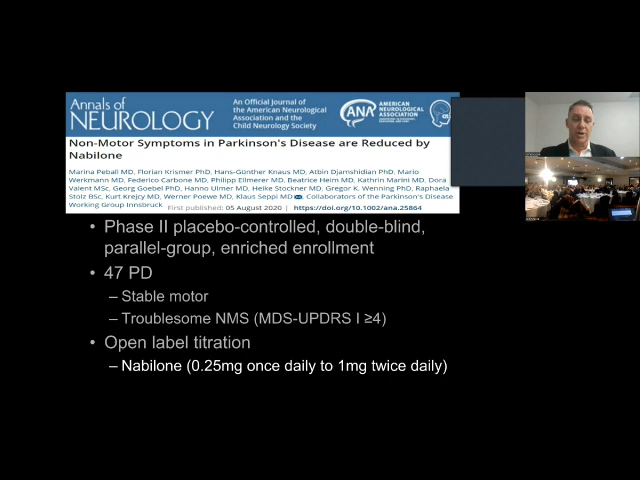 Annals of
NEUROLOGY
An Official Journal of
the American Neurological
Association and the
Child Neurology Society
ANA
AMERICAN
NEUROLOGICAL
ASSOCIATION
Non-Motor Symptoms in Parkinson's Disease are Reduced by
Nabilone
Marina Peball MD, Florian Krismer PhD, Hans-Günther Knaus MD, Atbin Djamshidian PhD, Mario
Werkmann MD, Federico Carbone MD, Philipp Ellmerer MD, Beatrice Heim MD, Kathrin Marini MD, Dora
Valent MSc, Georg Goebel PhD, Hanno Ulmer MD, Heike Stockner MD, Gregor K. Wenning PhD, Raphaela
Stolz BSc, Kurt Krejcy MD, Werner Poewe MD, Klaus Seppi MD, Collaborators of the Parkinson's Disease
Working Group Innsbruck
First published: 05 August 2020 | https://doi.org/10.1002/ana.25864
• Phase II placebo-controlled, double-blind,
parallel-group, enriched enrollment
• 47 PD
– Stable motor
– Troublesome NMS (MDS-UPDRS I ≥4)
• Open label titration
– Nabilone (0.25mg once daily to 1mg twice daily)